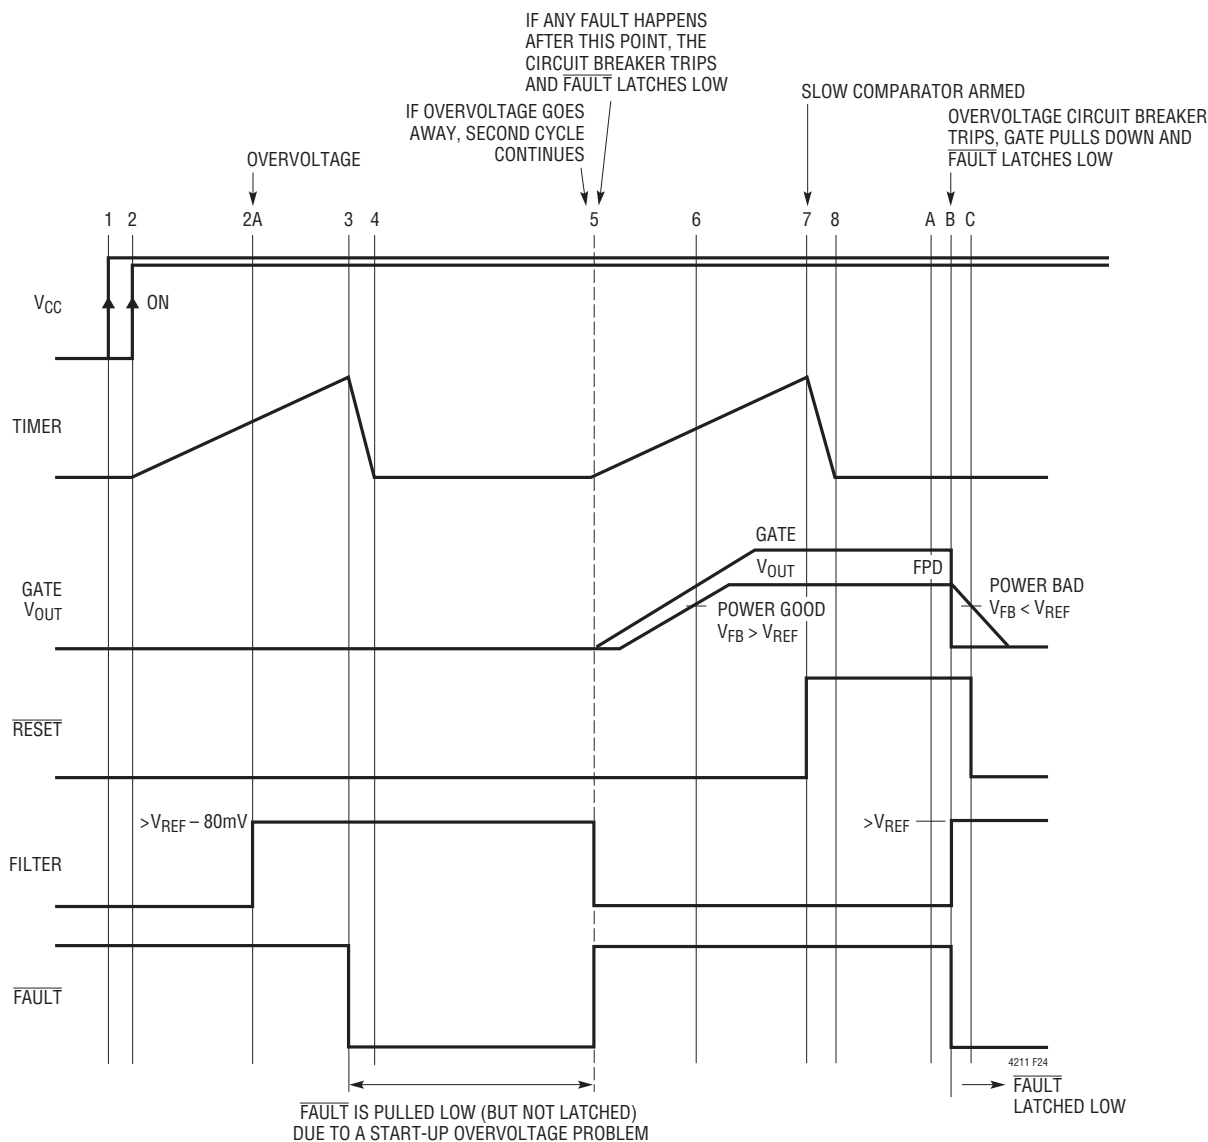 IF ANY FAULT HAPPENS
AFTER THIS POINT, THE
CIRCUIT BREAKER TRIPS
AND FAULT LATCHES LOW
IF OVERVOLTAGE GOES
AWAY, SECOND CYCLE
CONTINUES
SLOW COMPARATOR ARMED
OVERVOLTAGE CIRCUIT BREAKER
TRIPS, GATE PULLS DOWN AND
FAULT LATCHES LOW
OVERVOLTAGE
1 2 2A 3 4 5 6 7 8 A B C
VCC
ON
TIMER
GATE
VOUT
GATE
VOUT
FPD
POWER GOOD
VFB > VREF
POWER BAD
VFB < VREF
RESET
>VREF – 80mV
>VREF
FILTER
FAULT
4211 F24
FAULT IS PULLED LOW (BUT NOT LATCHED)
DUE TO A START-UP OVERVOLTAGE PROBLEM
FAULT
LATCHED LOW